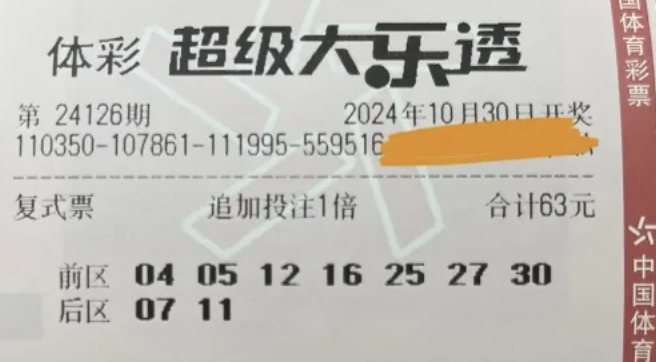 体彩 超级大乐透
第 24126期 2024年10月30日开奖
110350-107861-111995-559516
复式票 追加投注1倍 合计63元
前区 04 05 12 16 25 27 30
后区 07 11
国体育彩票
中国体育